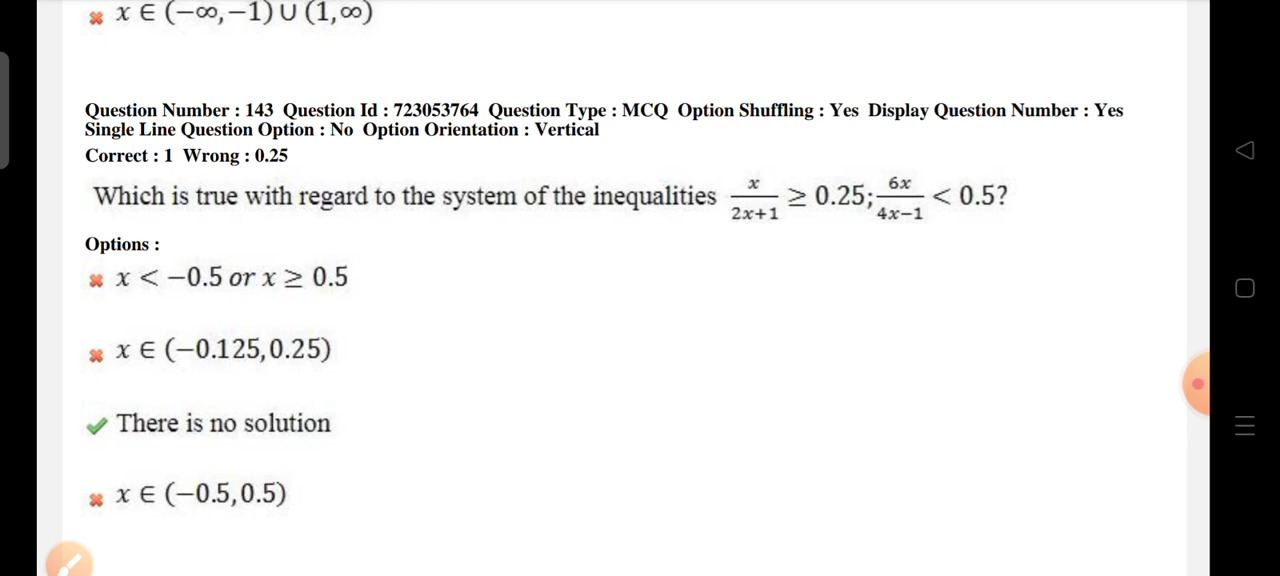 x ∈ (−∞, −1) ∪ (1, ∞)
Question Number : 143 Question Id : 723053764 Question Type : MCQ Option Shuffling : Yes Display Question Number : Yes
Single Line Question Option : No Option Orientation : Vertical
Correct : 1 Wrong : 0.25
Which is true with regard to the system of the inequalities x/(2x+1) ≥ 0.25; 6x/(4x−1) < 0.5?
Options :
x < −0.5 or x ≥ 0.5
x ∈ (−0.125, 0.25)
There is no solution
x ∈ (−0.5, 0.5)